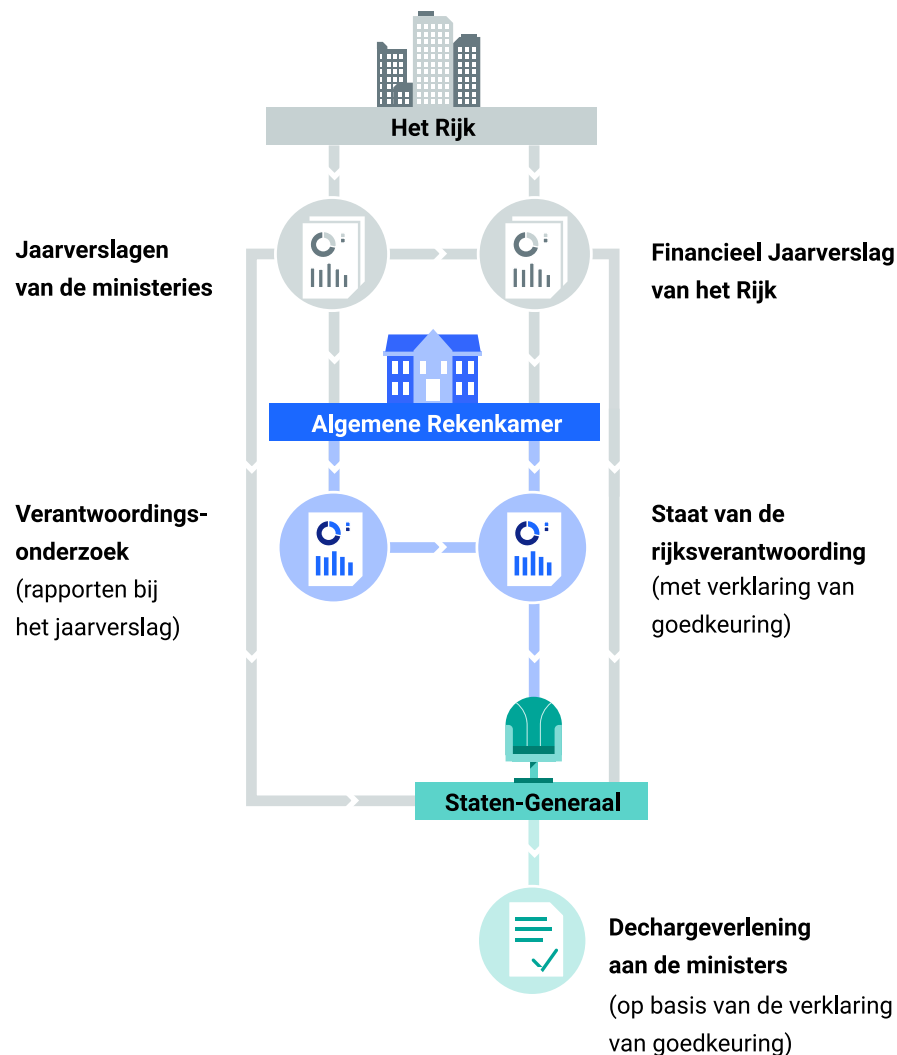 Het Rijk
Jaarverslagen
van de ministeries
Financieel Jaarverslag
van het Rijk
Algemene Rekenkamer
Verantwoordings-
onderzoek
(rapporten bij
het jaarverslag)
Staat van de
rijksverantwoording
(met verklaring van
goedkeuring)
Staten-Generaal
Dechargeverlening
aan de ministers
(op basis van de verklaring
van goedkeuring)